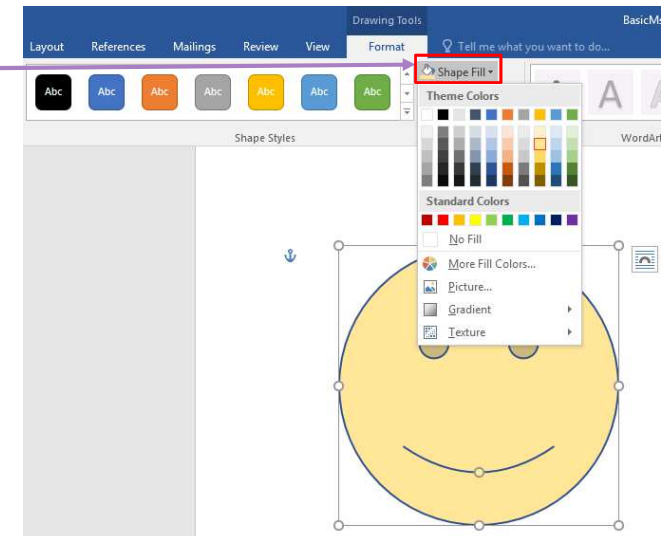 Drawing Tools BasicMs
Layout References Mailings Review View Format Tell me what you want to do...
Shape Fill
Abc Abc Abc Abc Abc Abc Abc A A
Theme Colors
Shape Styles WordArt
Standard Colors
No Fill
More Fill Colors...
Picture...
Gradient
Texture